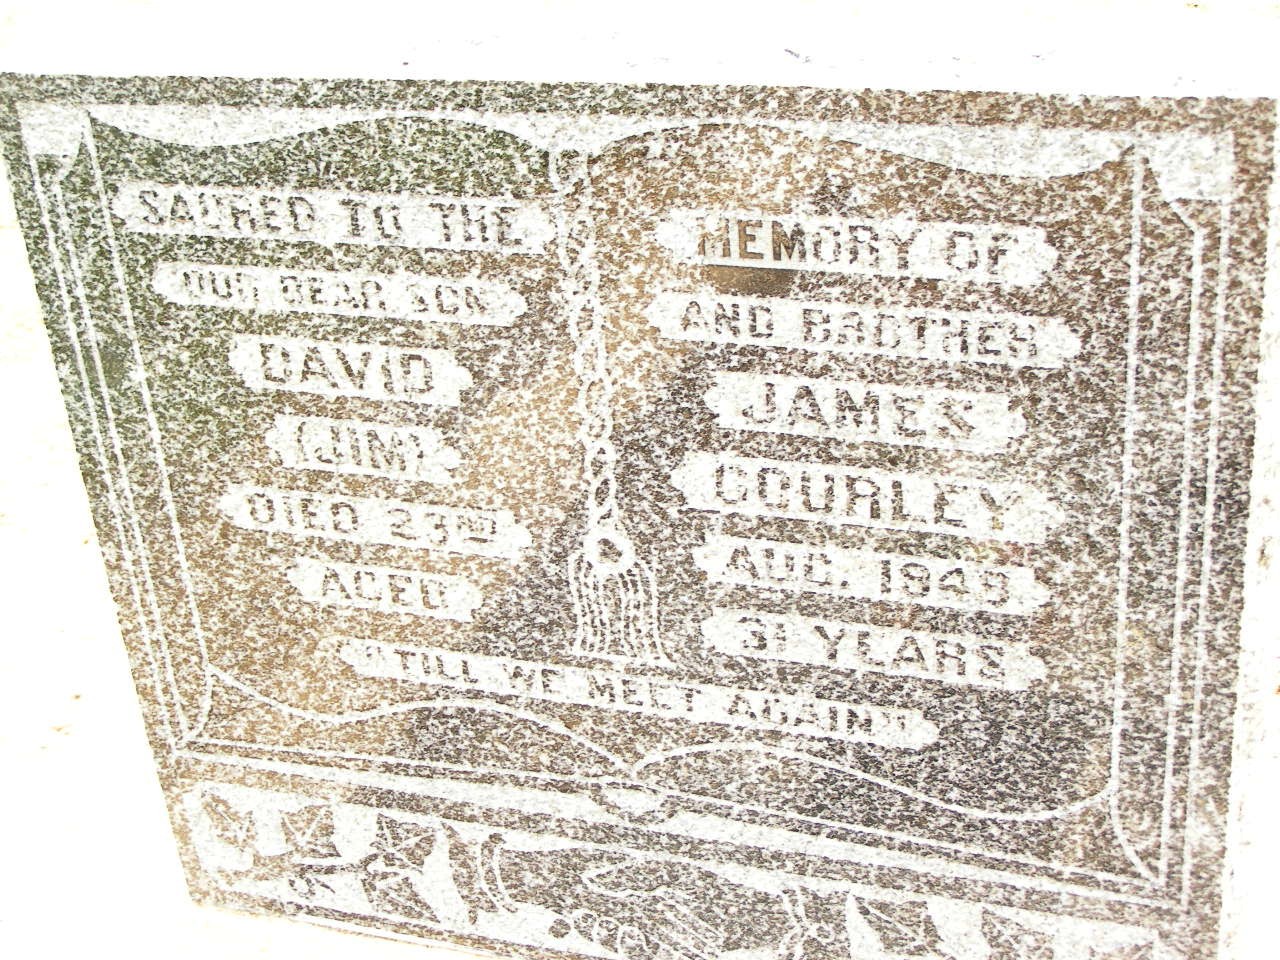 SACRED TO THE MEMORY OF
OUR DEAR SON AND BROTHER
DAVID JAMES
(JIM) GOURLEY
DIED 23RD AUG. 1948
AGED 31 YEARS
"TILL WE MEET AGAIN"